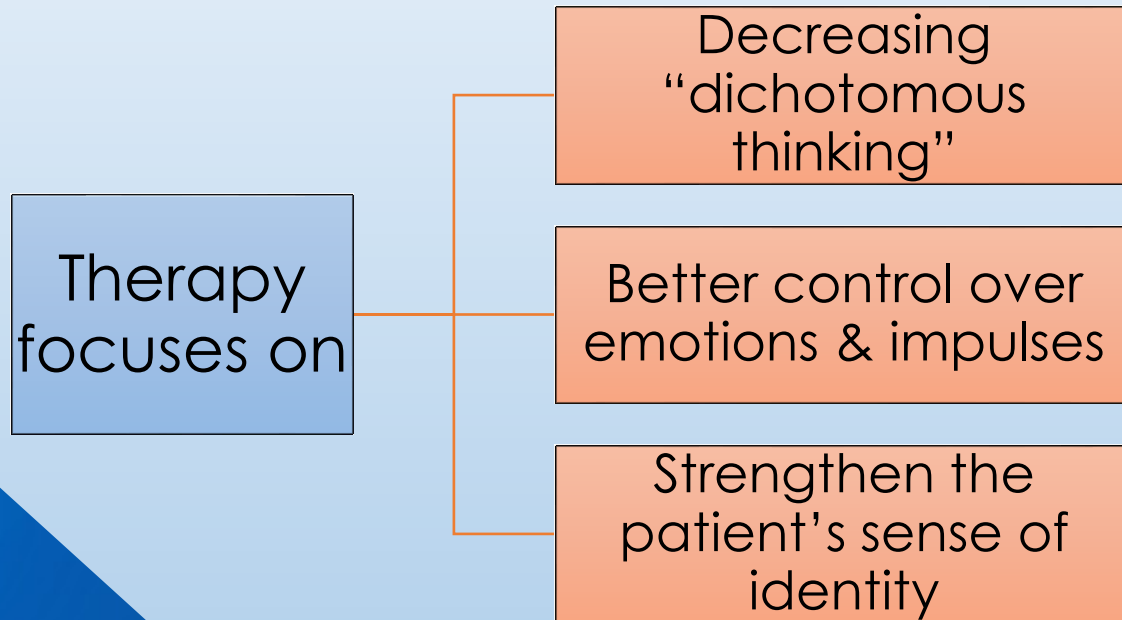 Therapy
focuses on
Decreasing
“dichotomous
thinking”
Better control over
emotions & impulses
Strengthen the
patient’s sense of
identity